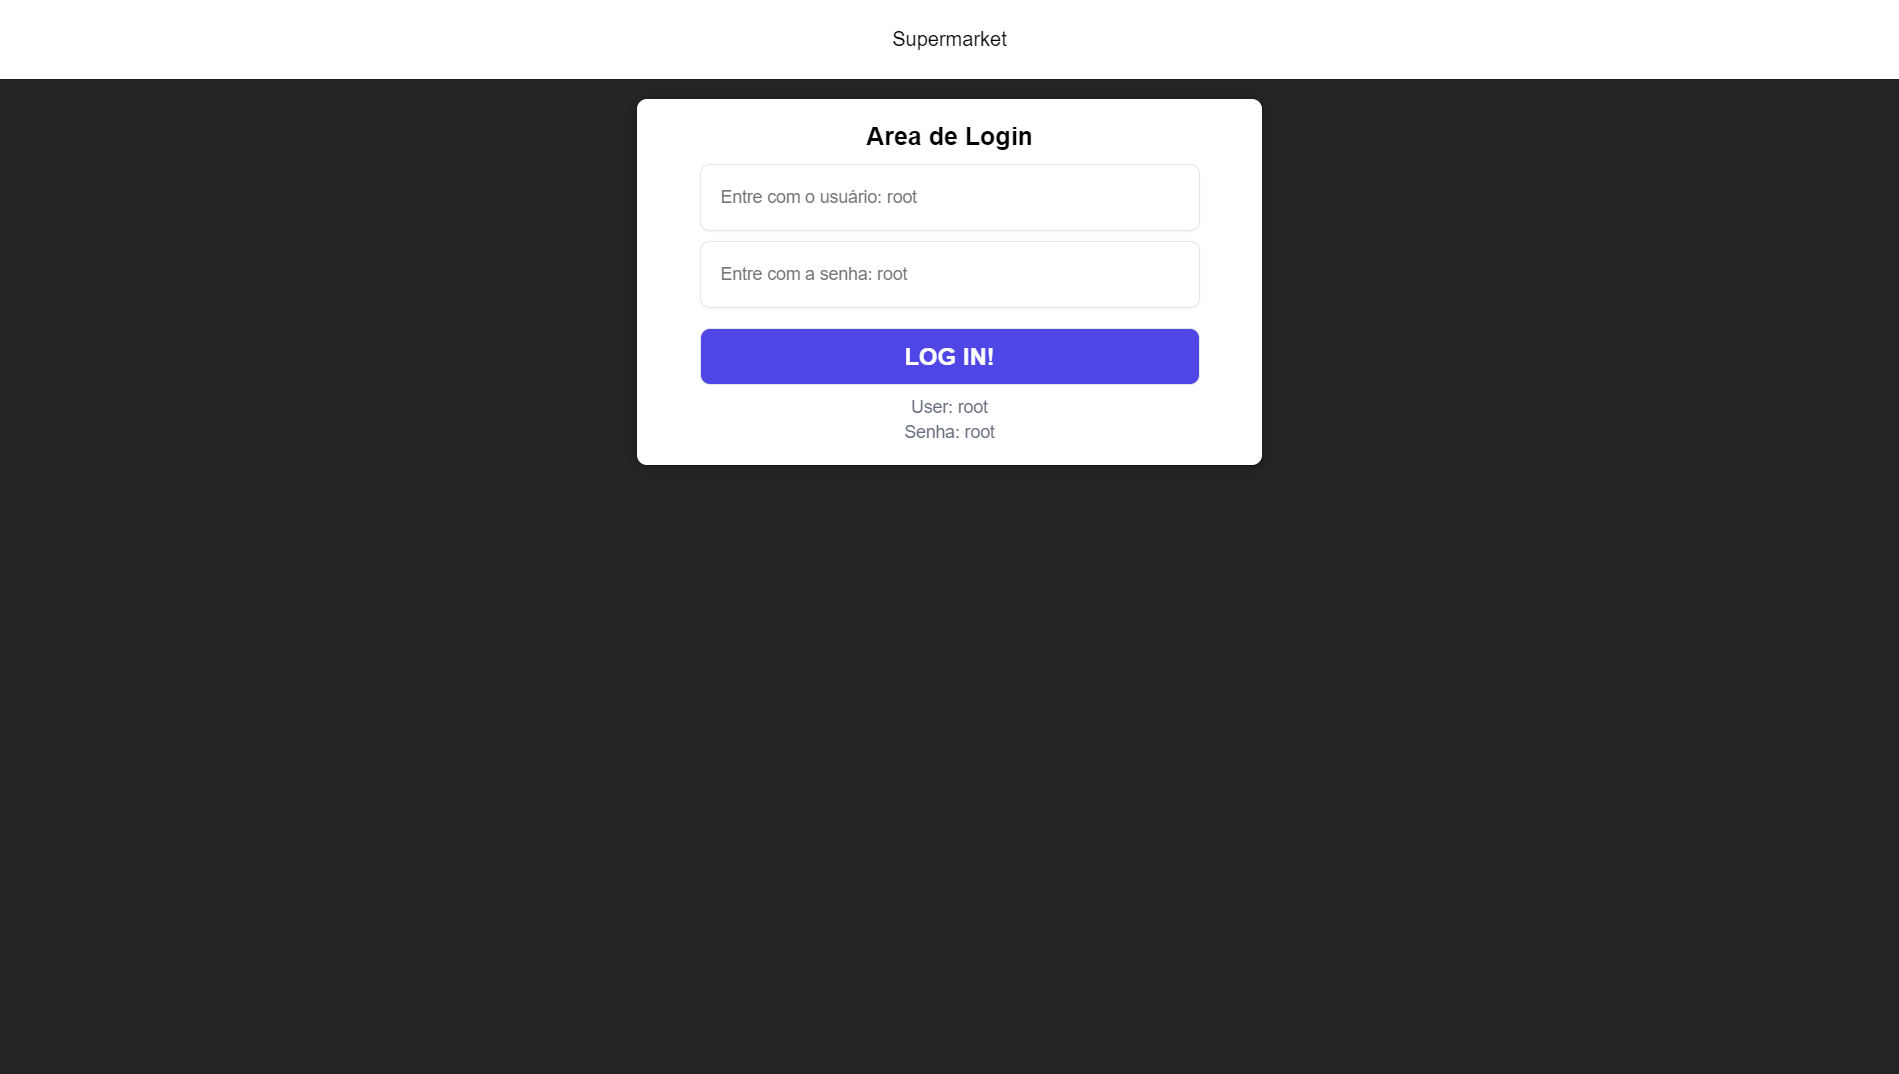 Supermarket
Area de Login
Entre com o usuário: root
Entre com a senha: root
LOG IN!
User: root
Senha: root